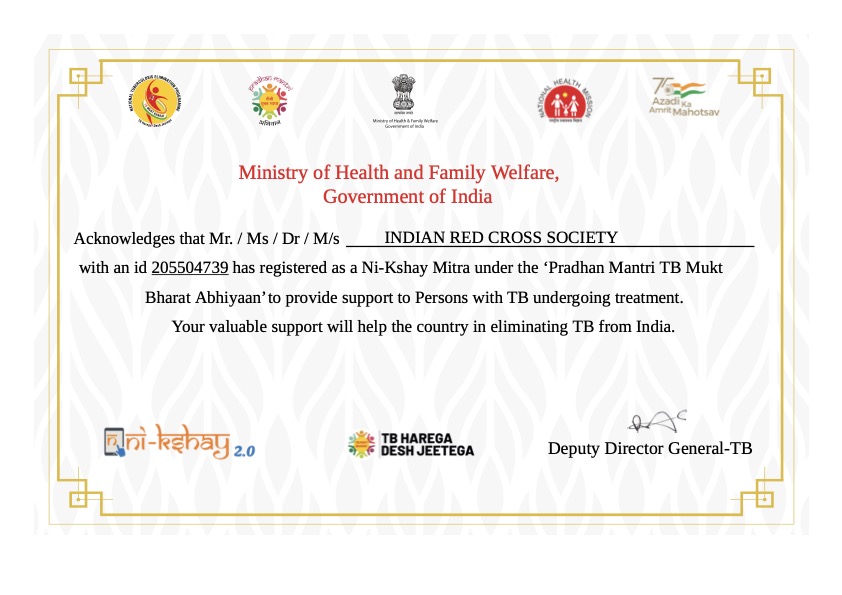 NATIONAL TUBERCULOSIS ELIMINATION PROGRAMME
Ministry of Health & Family Welfare
Government of India
NATIONAL HEALTH MISSION
75
Azadi Ka
Amrit Mahotsav
Ministry of Health and Family Welfare,
Government of India
Acknowledges that Mr. / Ms / Dr / M/s INDIAN RED CROSS SOCIETY
with an id 205504739 has registered as a Ni-Kshay Mitra under the ‘Pradhan Mantri TB Mukt
Bharat Abhiyaan’ to provide support to Persons with TB undergoing treatment.
Your valuable support will help the country in eliminating TB from India.
ni-kshay 2.0
TB HAREGA
DESH JEETEGA
Deputy Director General-TB